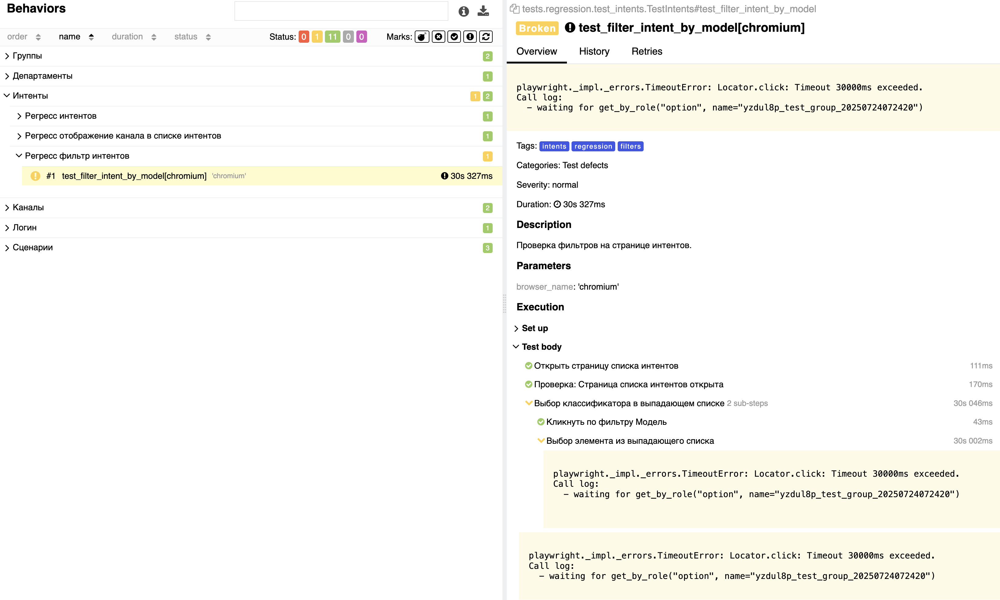 Behaviors
order name duration status Status: 0 1 11 0 0 Marks:
Группы 2
Департаменты 1
Интенты 1 2
Регресс интентов 1
Регресс отображение канала в списке интентов 1
Регресс фильтр интентов 1
#1 test_filter_intent_by_model[chromium] 'chromium' 30s 327ms
Каналы 2
Логин 1
Сценарии 3
tests.regression.test_intents.TestIntents#test_filter_intent_by_model
Broken test_filter_intent_by_model[chromium]
Overview History Retries
playwright._impl._errors.TimeoutError: Locator.click: Timeout 30000ms exceeded.
Call log:
- waiting for get_by_role("option", name="yzdul8p_test_group_20250724072420")
Tags: intents regression filters
Categories: Test defects
Severity: normal
Duration: 30s 327ms
Description
Проверка фильтров на странице интентов.
Parameters
browser_name: 'chromium'
Execution
Set up
Test body
Открыть страницу списка интентов 111ms
Проверка: Страница списка интентов открыта 170ms
Выбор классификатора в выпадающем списке 2 sub-steps 30s 046ms
Кликнуть по фильтру Модель 43ms
Выбор элемента из выпадающего списка 30s 002ms
playwright._impl._errors.TimeoutError: Locator.click: Timeout 30000ms exceeded.
Call log:
- waiting for get_by_role("option", name="yzdul8p_test_group_20250724072420")
playwright._impl._errors.TimeoutError: Locator.click: Timeout 30000ms exceeded.
Call log:
- waiting for get_by_role("option", name="yzdul8p_test_group_20250724072420")